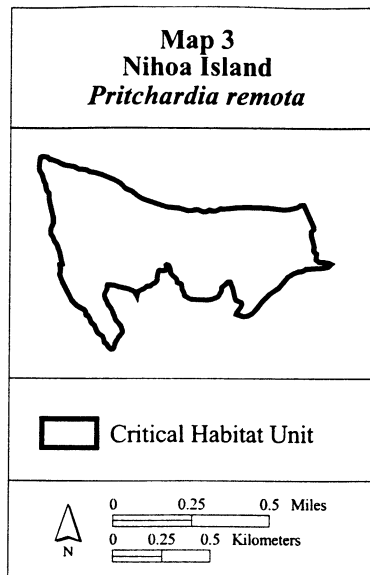 Map 3
Nihoa Island
Pritchardia remota
Critical Habitat Unit
0 0.25 0.5 Miles
0 0.25 0.5 Kilometers
N